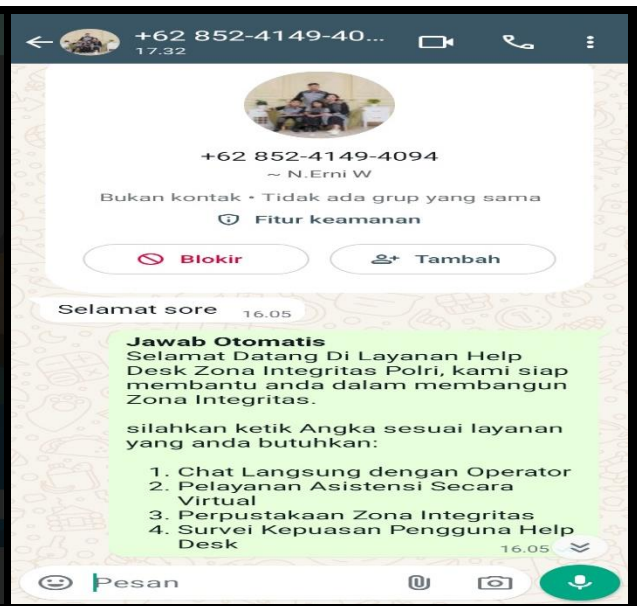 +62 852-4149-40...
17.32
+62 852-4149-4094
~ N.Erni W
Bukan kontak • Tidak ada grup yang sama
Fitur keamanan
Blokir
Tambah
Selamat sore 16.05
Jawab Otomatis
Selamat Datang Di Layanan Help
Desk Zona Integritas Polri, kami siap
membantu anda dalam membangun
Zona Integritas.
silahkan ketik Angka sesuai layanan
yang anda butuhkan:
1. Chat Langsung dengan Operator
2. Pelayanan Asistensi Secara
Virtual
3. Perpustakaan Zona Integritas
4. Survei Kepuasan Pengguna Help
Desk
16.05
Pesan